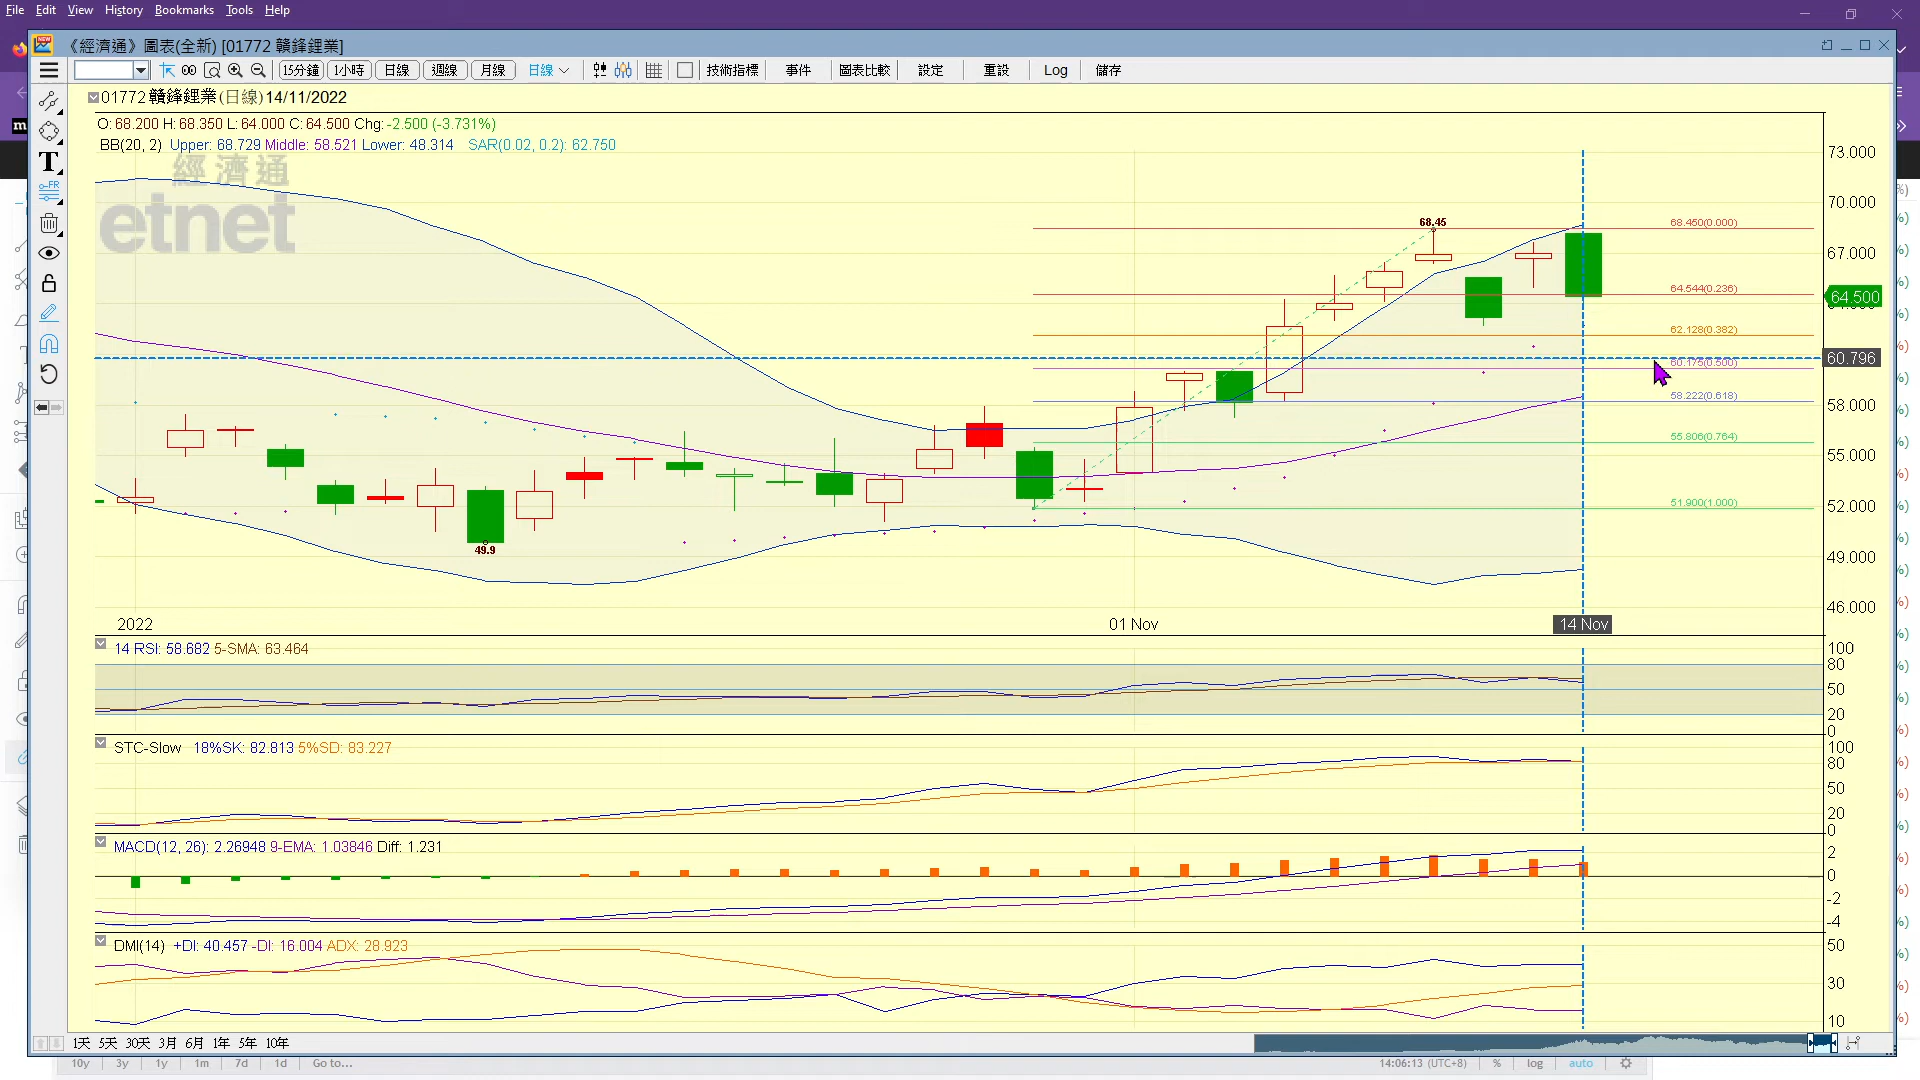 File Edit View History Bookmarks Tools Help
《經濟通》圖表(全新) [01772 贛鋒鋰業]
15分鐘 1小時 日線 週線 月線 日線 技術指標 事件 圖表比較 設定 重設 Log 儲存
01772 贛鋒鋰業(日線) 14/11/2022
O: 68.200 H: 68.350 L: 64.000 C: 64.500 Chg: -2.500 (-3.731%)
BB(20, 2) Upper: 68.729 Middle: 58.521 Lower: 48.314 SAR(0.02, 0.2): 62.750
經濟通
etnet
73.000
70.000
68.45
68.450(0.000)
67.000
64.544(0.236)
64.500
62.128(0.382)
60.796
60.175(0.500)
58.222(0.618)
58.000
55.806(0.764)
55.000
51.900(1.000)
52.000
49.9
49.000
46.000
2022 01 Nov 14 Nov
14 RSI: 58.682 5-SMA: 63.464
100
80
50
20
0
STC-Slow 18%SK: 82.813 5%SD: 83.227
100
80
50
20
0
MACD(12, 26): 2.26948 9-EMA: 1.03846 Diff: 1.231
2
0
-2
-4
DMI(14) +DI: 40.457 -DI: 16.004 ADX: 28.923
50
30
10
1天 5天 30天 3月 6月 1年 5年 10年
10y 3y 1y 1m 7d 1d Go to... 14:06:13 (UTC+8) % log auto